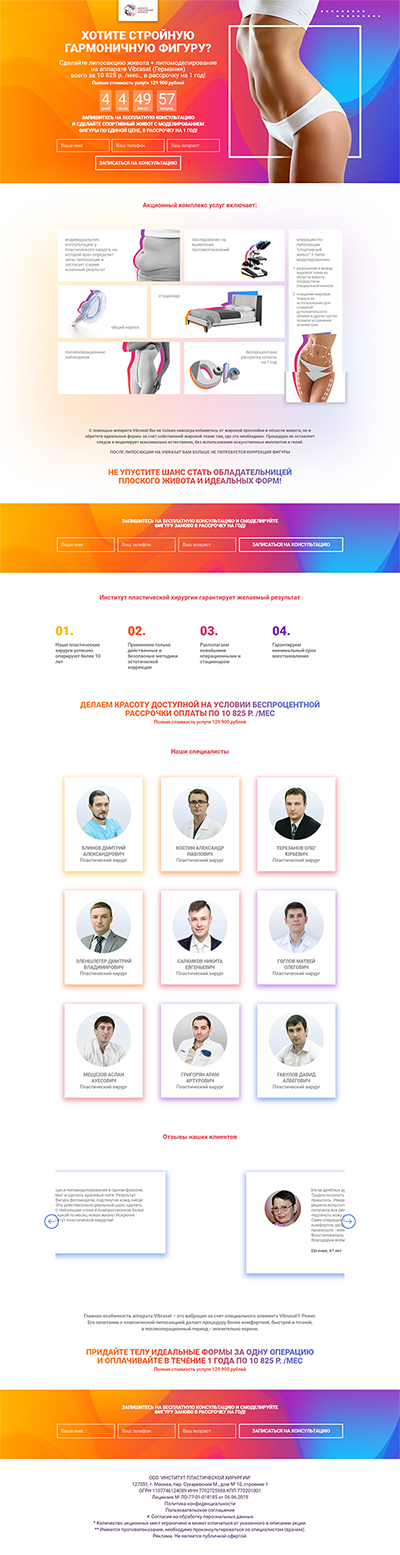 ХОТИТЕ СТРОЙНУЮ
ГАРМОНИЧНУЮ ФИГУРУ?
Сделайте липосакцию живота + липомоделирование
на аппарате Vibrasat (Германия)
всего за 10 825 р. /мес., в рассрочку на 1 год!
Полная стоимость услуги 129 900 рублей
4 4 49 57
ЗАПИШИТЕСЬ НА БЕСПЛАТНУЮ КОНСУЛЬТАЦИЮ
И СДЕЛАЙТЕ СПОРТИВНЫЙ ЖИВОТ С МОДЕЛИРОВАНИЕМ
ФИГУРЫ ПО ЕДИНОЙ ЦЕНЕ, В РАССРОЧКУ НА 1 ГОД!
Ваше имя Ваш телефон Ваш возраст
ЗАПИСАТЬСЯ НА КОНСУЛЬТАЦИЮ
Акционный комплекс услуг включает:
индивидуальную
консультацию у
пластического хирурга, на
которой врач определит
зоны липосакции и
согласует с вами
конечный результат
обследование на
выявление
противопоказаний
операцию по
липосакции
"Спортивный
живот" + липо-
моделирование:
общий наркоз
стационар
послеоперационное
наблюдение
беспроцентную
рассрочку оплаты
на 1 год
С помощью аппарата Vibrasat Вы не только навсегда избавитесь от жировой прослойки в области живота, но и
обретете идеальные формы за счет собственной жировой ткани там, где это необходимо. Процедура не оставляет
следов и моделирует максимально естественно, без использования искусственных имплантов и гелей.
ПОСЛЕ ЛИПОСАКЦИИ НА VIBRASAT ВАМ БОЛЬШЕ НЕ ПОТРЕБУЕТСЯ КОРРЕКЦИЯ ФИГУРЫ
НЕ УПУСТИТЕ ШАНС СТАТЬ ОБЛАДАТЕЛЬНИЦЕЙ
ПЛОСКОГО ЖИВОТА И ИДЕАЛЬНЫХ ФОРМ!
ЗАПИШИТЕСЬ НА БЕСПЛАТНУЮ КОНСУЛЬТАЦИЮ И СМОДЕЛИРУЙТЕ
ФИГУРУ ЗАНОВО В РАССРОЧКУ НА ГОД!
Ваше имя Ваш телефон Ваш возраст ЗАПИСАТЬСЯ НА КОНСУЛЬТАЦИЮ
Институт пластической хирургии гарантирует желаемый результат
01.
Наши пластические
хирурги успешно
оперируют более 10
лет
02.
Применяем только
действенные и
безопасные методики
эстетической
коррекции
03.
Располагаем
новейшими
операционными и
стационаром
04.
Гарантируем
минимальный срок
восстановления
ДЕЛАЕМ КРАСОТУ ДОСТУПНОЙ НА УСЛОВИИ БЕСПРОЦЕНТНОЙ
РАССРОЧКИ ОПЛАТЫ ПО 10 825 Р. /МЕС
Полная стоимость услуги 129 900 рублей
Наши специалисты
БЛИНОВ ДМИТРИЙ
АЛЕКСАНДРОВИЧ
Пластический хирург
КОСТИН АЛЕКСАНДР
ПАВЛОВИЧ
Пластический хирург
ТЕРЕЗАНОВ ОЛЕГ
ЮРЬЕВИЧ
Пластический хирург
ЭЛЕНШЛЕГЕР ДМИТРИЙ
ВЛАДИМИРОВИЧ
Пластический хирург
САРАМКОВ НИКИТА
ЕВГЕНЬЕВИЧ
Пластический хирург
ГОГЛОВ МАТВЕЙ
ОЛЕГОВИЧ
Пластический хирург
МЕЩЕЗОВ АСЛАН
АУЕСОВИЧ
Пластический хирург
ГРИГОРЯН АРАМ
АРТУРОВИЧ
Пластический хирург
ГАБУЛОВ ДАВИД
АЛБЕГОВИЧ
Пластический хирург
Отзывы наших клиентов
Евгения, 47 лет
Главная особенность аппарата Vibrasat – это вибрация за счет специального элемента Vibrasat® Power.
Его сочетание с классической липосакцией делает процедуру более комфортной, быстрой и точной,
а послеоперационный период - значительно короче.
ПРИДАЙТЕ ТЕЛУ ИДЕАЛЬНЫЕ ФОРМЫ ЗА ОДНУ ОПЕРАЦИЮ
И ОПЛАЧИВАЙТЕ В ТЕЧЕНИЕ 1 ГОДА ПО 10 825 Р. /МЕС
Полная стоимость услуги 129 900 рублей
ЗАПИШИТЕСЬ НА БЕСПЛАТНУЮ КОНСУЛЬТАЦИЮ И СМОДЕЛИРУЙТЕ
ФИГУРУ ЗАНОВО В РАССРОЧКУ НА ГОД!
Ваше имя Ваш телефон Ваш возраст ЗАПИСАТЬСЯ НА КОНСУЛЬТАЦИЮ
ООО "ИНСТИТУТ ПЛАСТИЧЕСКОЙ ХИРУРГИИ"
127051, г. Москва, пер. Сухаревский М., дом № 10, строение 1
ОГРН 1107746124089 ИНН 7702725988 КПП 770201001
Лицензия № ЛО-77-01-018185 от 06.06.2019
Политика конфиденциальности
Пользовательское соглашение
Согласие на обработку персональных данных
* Количество акционных мест ограничено и может отличаться от указанного в описании акции.
** Имеются противопоказания, необходимо проконсультироваться со специалистом (врачом).
Реклама. Не является публичной офертой.